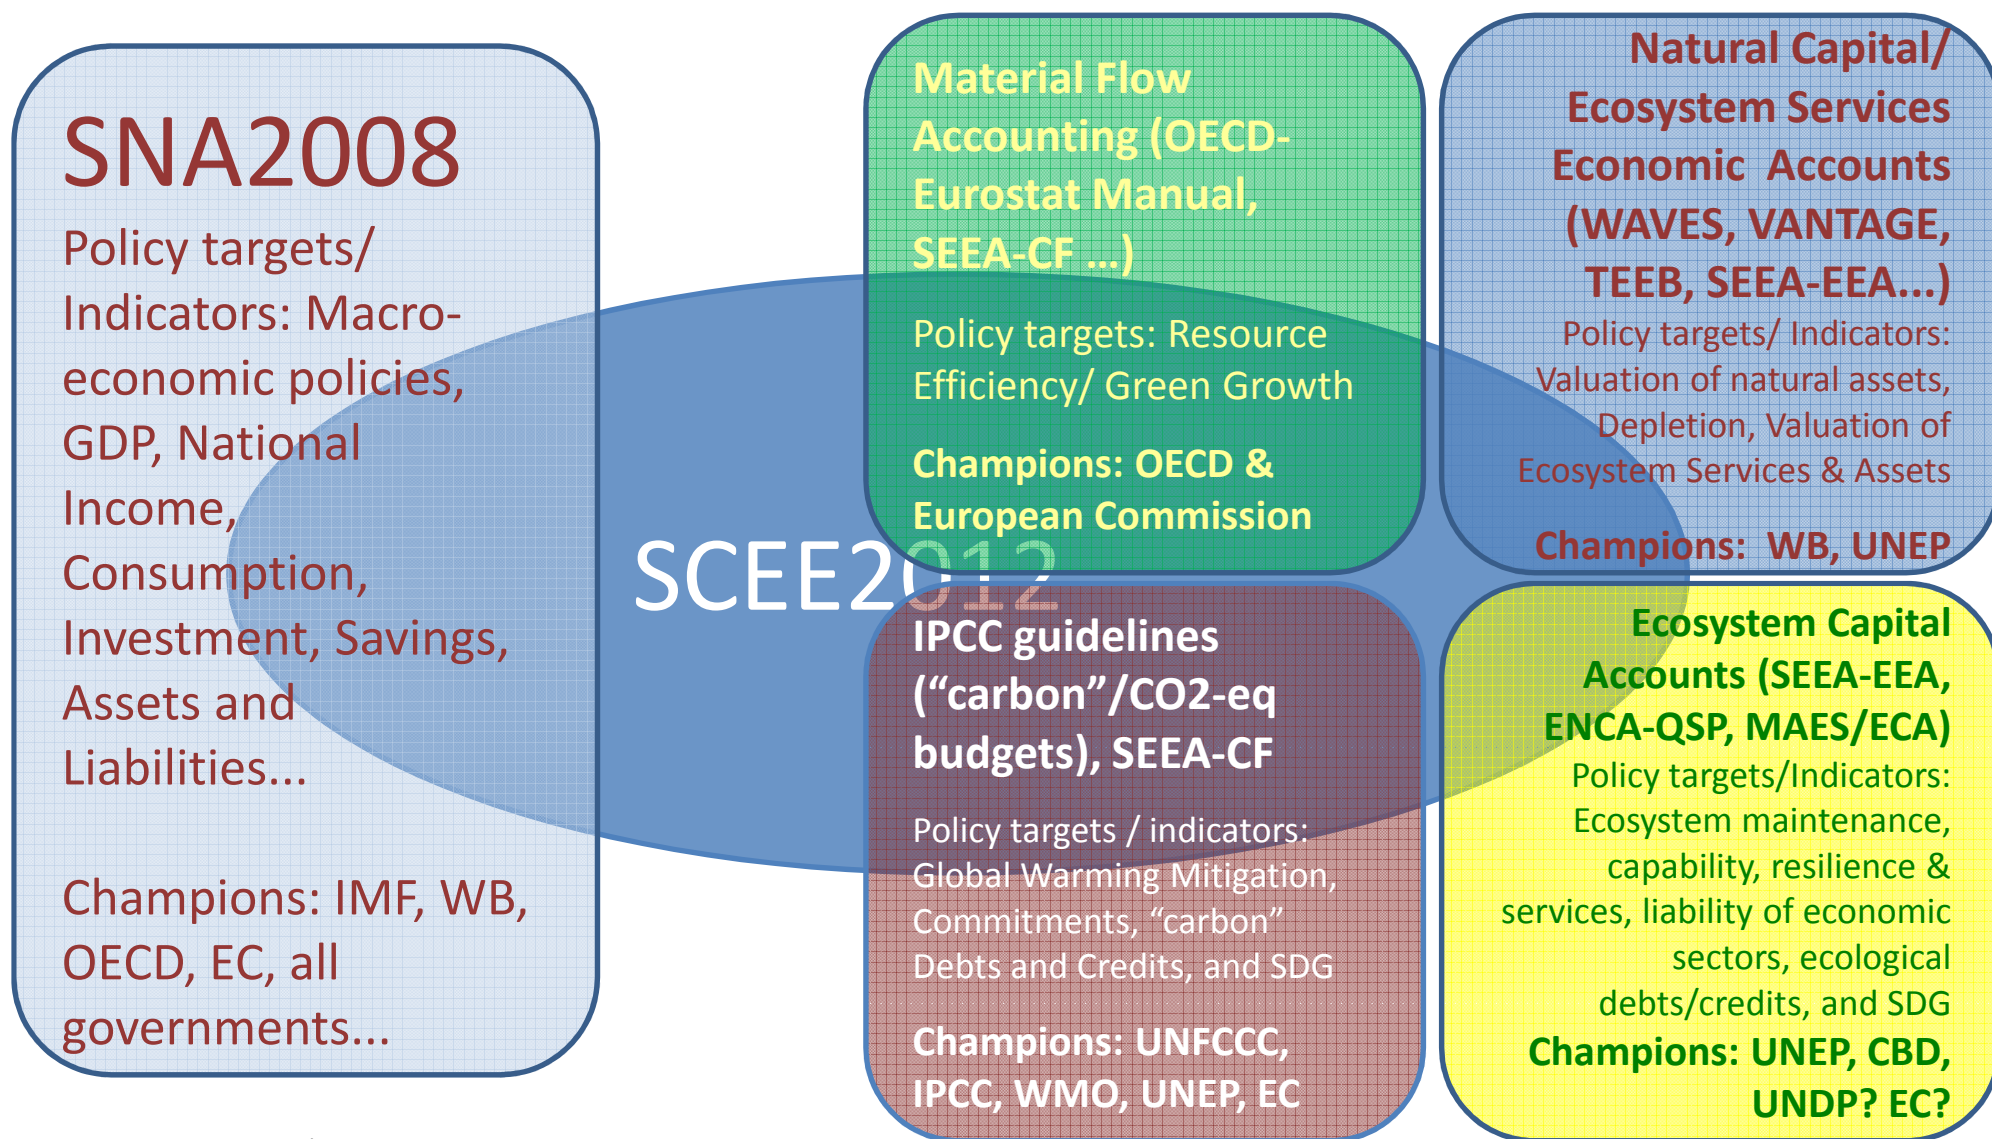 SNA2008
Policy targets/
Indicators: Macro-
economic policies,
GDP, National
Income,
Consumption,
Investment, Savings,
Assets and
Liabilities...
Champions: IMF, WB,
OECD, EC, all
governments...
SCEE2012
Material Flow
Accounting (OECD-
Eurostat Manual,
SEEA-CF ...)
Policy targets: Resource
Efficiency/ Green Growth
Champions: OECD &
European Commission
Natural Capital/
Ecosystem Services
Economic Accounts
(WAVES, VANTAGE,
TEEB, SEEA-EEA...)
Policy targets/ Indicators:
Valuation of natural assets,
Depletion, Valuation of
Ecosystem Services & Assets
Champions: WB, UNEP
IPCC guidelines
(“carbon”/CO2-eq
budgets), SEEA-CF
Policy targets / indicators:
Global Warming Mitigation,
Commitments, “carbon”
Debts and Credits, and SDG
Champions: UNFCCC,
IPCC, WMO, UNEP, EC
Ecosystem Capital
Accounts (SEEA-EEA,
ENCA-QSP, MAES/ECA)
Policy targets/Indicators:
Ecosystem maintenance,
capability, resilience &
services, liability of economic
sectors, ecological
debts/credits, and SDG
Champions: UNEP, CBD,
UNDP? EC?